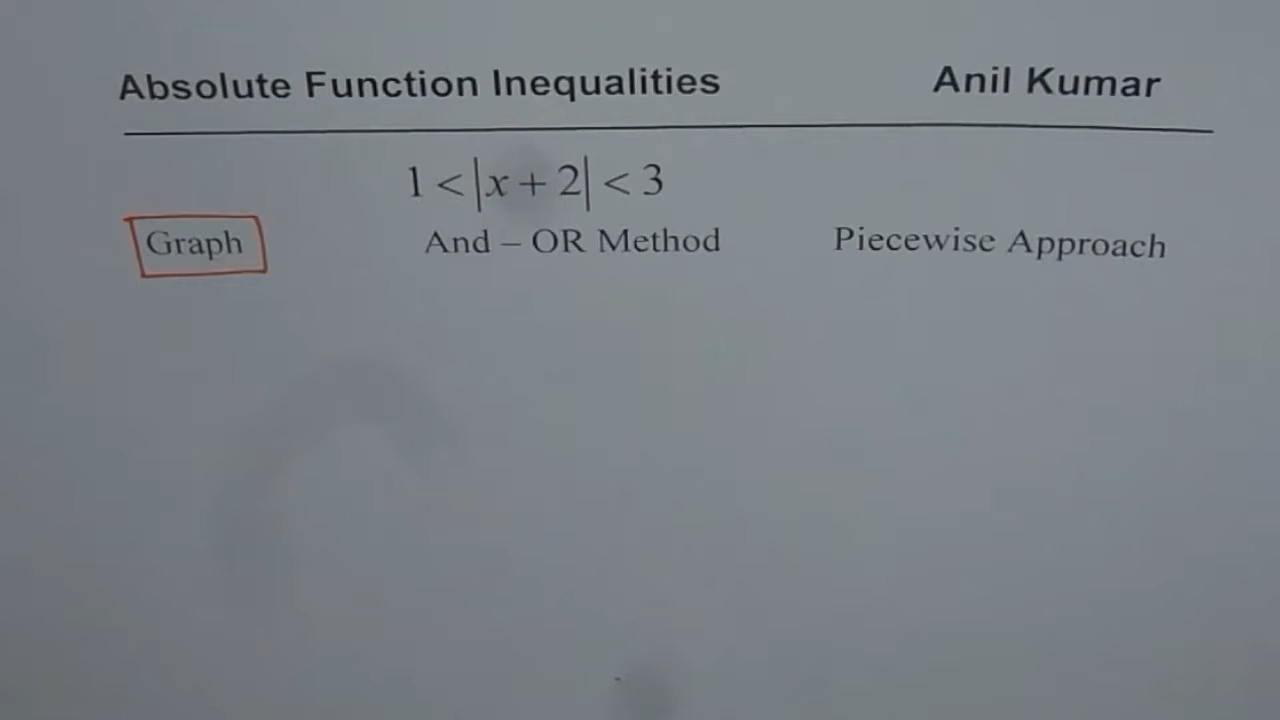 Absolute Function Inequalities Anil Kumar
1 < |x + 2| < 3
Graph And – OR Method Piecewise Approach